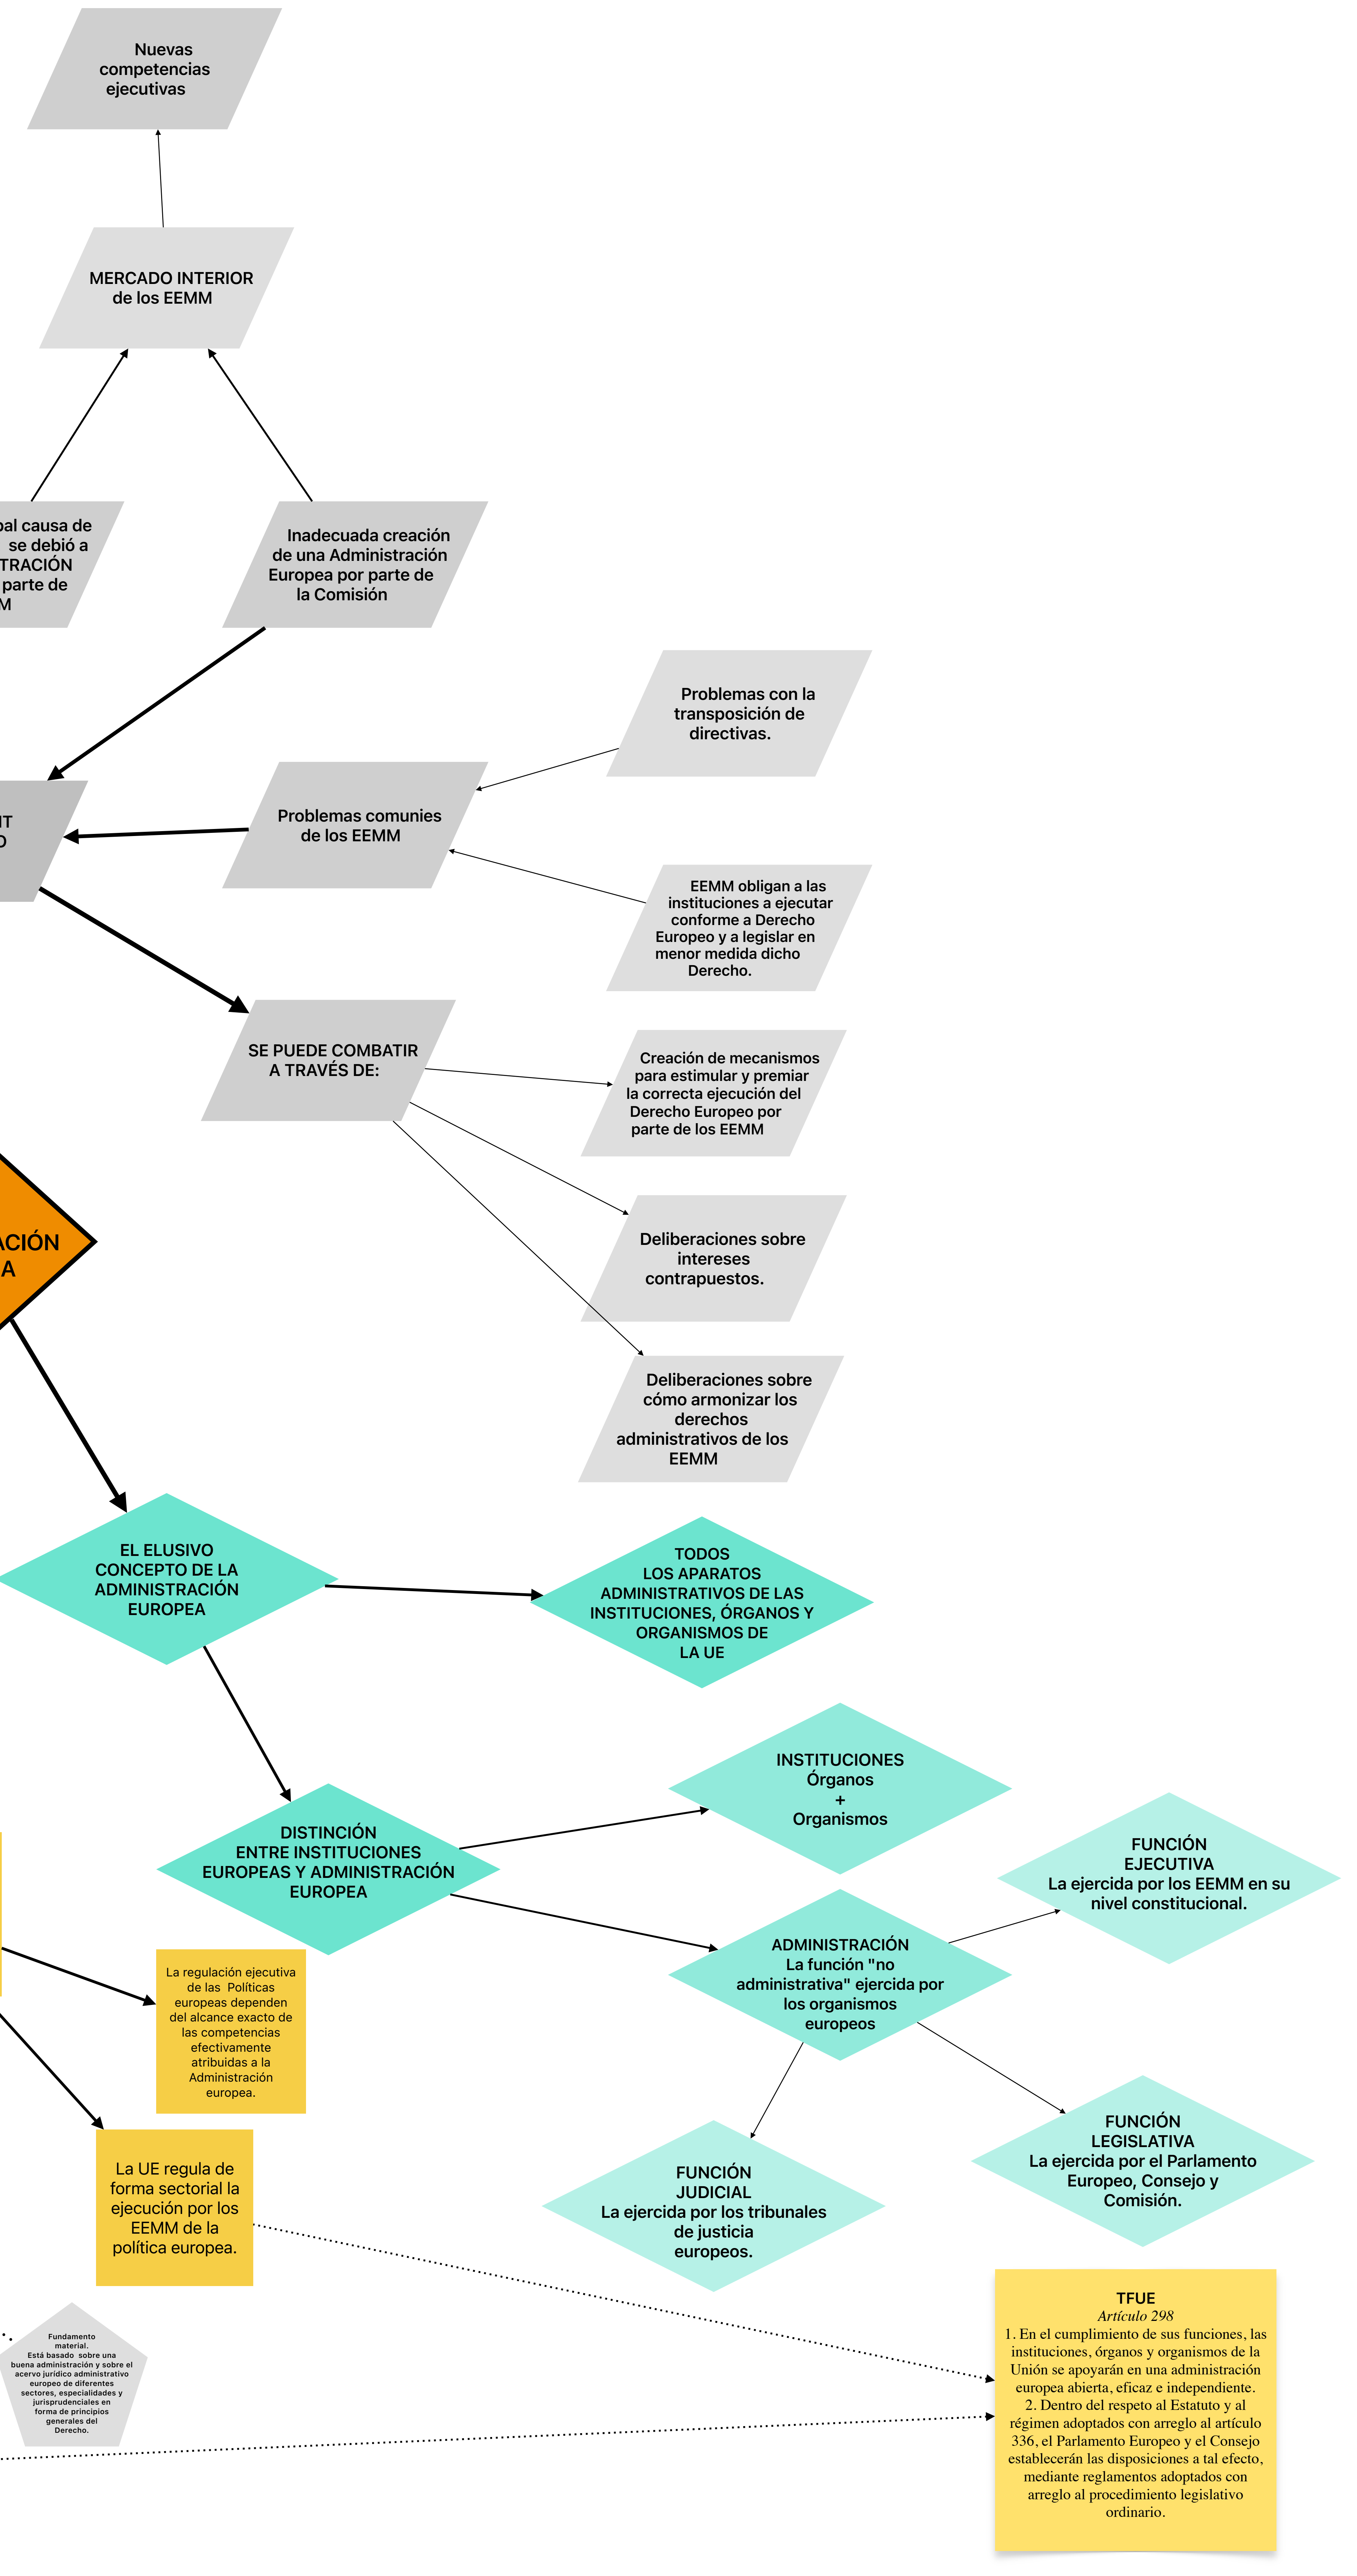 Nuevas
competencias
ejecutivas
MERCADO INTERIOR
de los EEMM
causa de
se debió a
parte de
Inadecuada creación
de una Administración
Europea por parte de
la Comisión
Problemas con la
transposición de
directivas.
Problemas comunies
de los EEMM
EEMM obligan a las
instituciones a ejecutar
conforme a Derecho
Europeo y a legislar en
menor medida dicho
Derecho.
SE PUEDE COMBATIR
A TRAVÉS DE:
Creación de mecanismos
para estimular y premiar
la correcta ejecución del
Derecho Europeo por
parte de los EEMM
Deliberaciones sobre
intereses
contrapuestos.
Deliberaciones sobre
cómo armonizar los
derechos
administrativos de los
EEMM
EL ELUSIVO
CONCEPTO DE LA
ADMINISTRACIÓN
EUROPEA
TODOS
LOS APARATOS
ADMINISTRATIVOS DE LAS
INSTITUCIONES, ÓRGANOS Y
ORGANISMOS DE
LA UE
DISTINCIÓN
ENTRE INSTITUCIONES
EUROPEAS Y ADMINISTRACIÓN
EUROPEA
INSTITUCIONES
Órganos
+
Organismos
FUNCIÓN
EJECUTIVA
La ejercida por los EEMM en su
nivel constitucional.
ADMINISTRACIÓN
La función "no
administrativa" ejercida por
los organismos
europeos
La regulación ejecutiva
de las Políticas
europeas dependen
del alcance exacto de
las competencias
efectivamente
atribuidas a la
Administración
europea.
FUNCIÓN
LEGISLATIVA
La ejercida por el Parlamento
Europeo, Consejo y
Comisión.
FUNCIÓN
JUDICIAL
La ejercida por los tribunales
de justicia
europeos.
La UE regula de
forma sectorial la
ejecución por los
EEMM de la
política europea.
Fundamento
material.
Está basado sobre una
buena administración y sobre el
acervo jurídico administrativo
europeo de diferentes
sectores, especialidades y
jurisprudenciales en
forma de principios
generales del
Derecho.
TFUE
Artículo 298
1. En el cumplimiento de sus funciones, las
instituciones, órganos y organismos de la
Unión se apoyarán en una administración
europea abierta, eficaz e independiente.
2. Dentro del respeto al Estatuto y al
régimen adoptados con arreglo al artículo
336, el Parlamento Europeo y el Consejo
establecerán las disposiciones a tal efecto,
mediante reglamentos adoptados con
arreglo al procedimiento legislativo
ordinario.